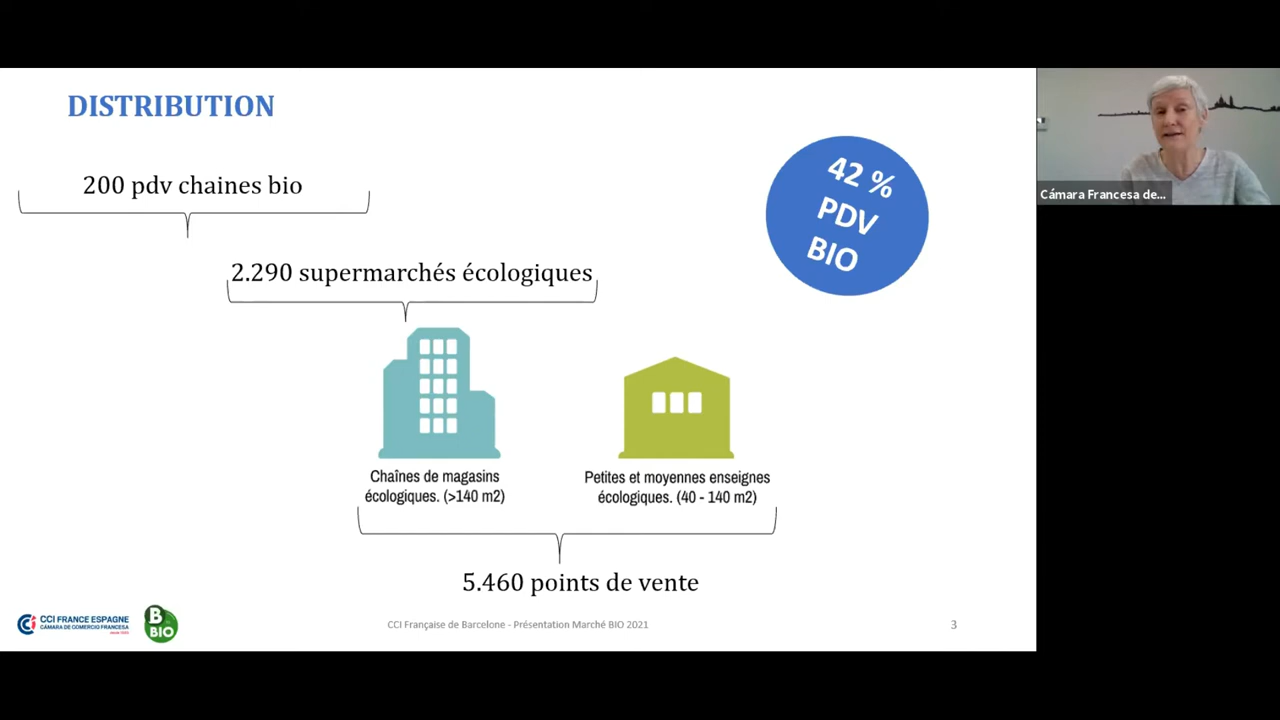 DISTRIBUTION
200 pdv chaines bio
2.290 supermarchés écologiques
42 %
PDV
BIO
Chaînes de magasins
écologiques. (>140 m2)
Petites et moyennes enseignes
écologiques. (40 - 140 m2)
5.460 points de vente
CCI FRANCE ESPAGNE
CÁMARA DE COMERCIO FRANCESA
B
BIO
CCI Française de Barcelone - Présentation Marché BIO 2021
3
Cámara Francesa de...